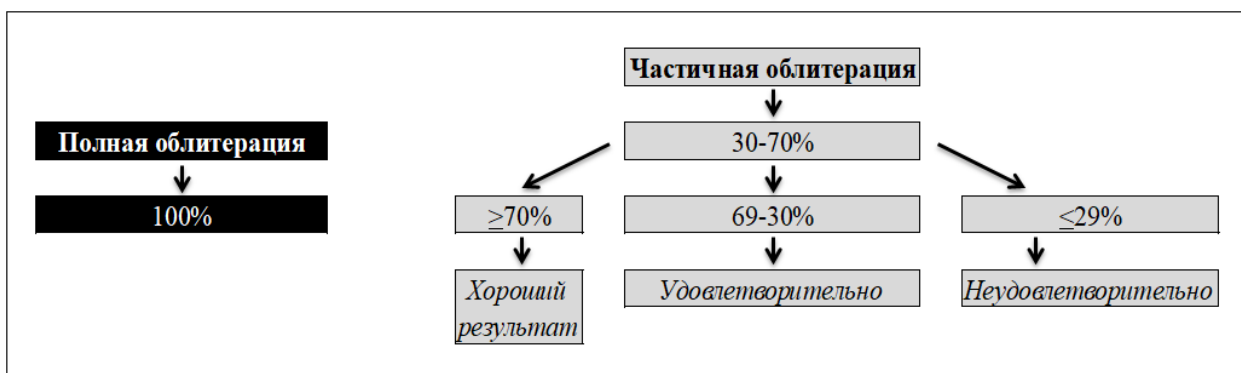 Частичная облитерация
Полная облитерация
30-70%
100%
≥70%
69-30%
≤29%
Хороший
результат
Удовлетворительно
Неудовлетворительно